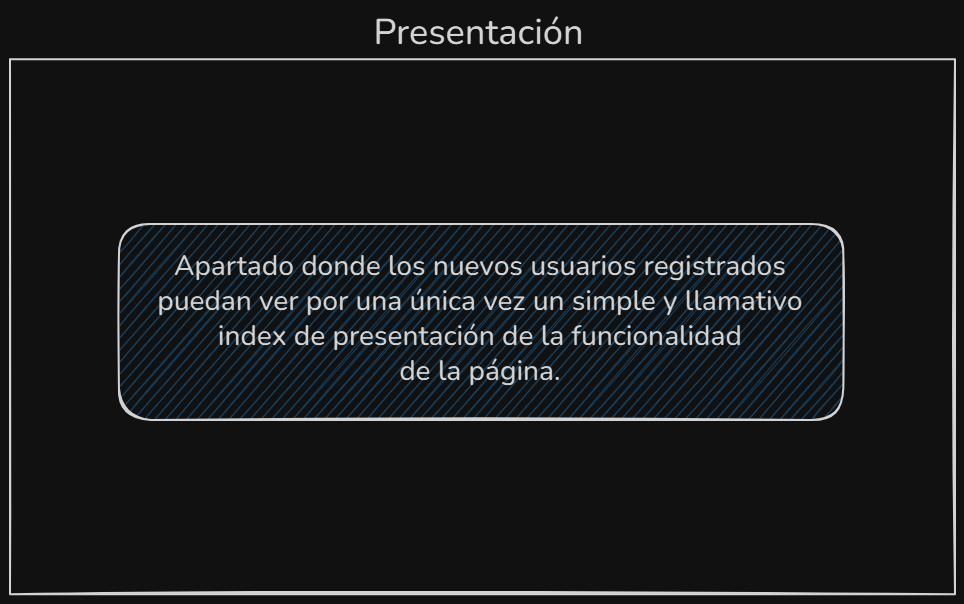 Presentación
Apartado donde los nuevos usuarios registrados
puedan ver por una única vez un simple y llamativo
index de presentación de la funcionalidad
de la página.